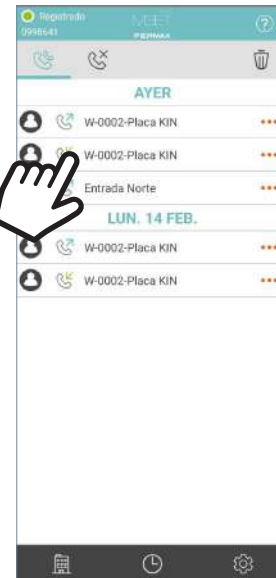 Registrado
0998641
MEET
FERMAX
AYER
W-0002-Placa KIN
W-0002-Placa KIN
Entrada Norte
LUN. 14 FEB.
W-0002-Placa KIN
W-0002-Placa KIN